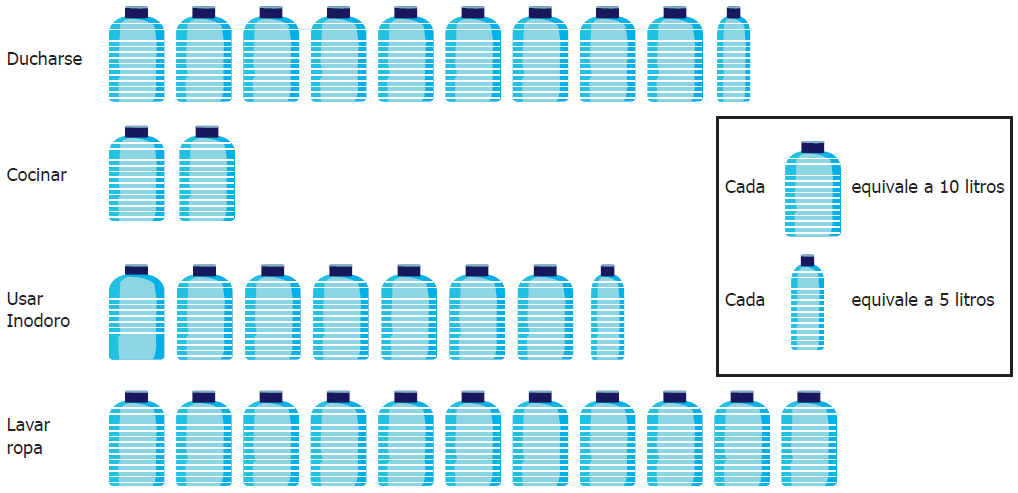 Ducharse
Cocinar
Cada equivale a 10 litros
Usar
Inodoro
Cada equivale a 5 litros
Lavar
ropa